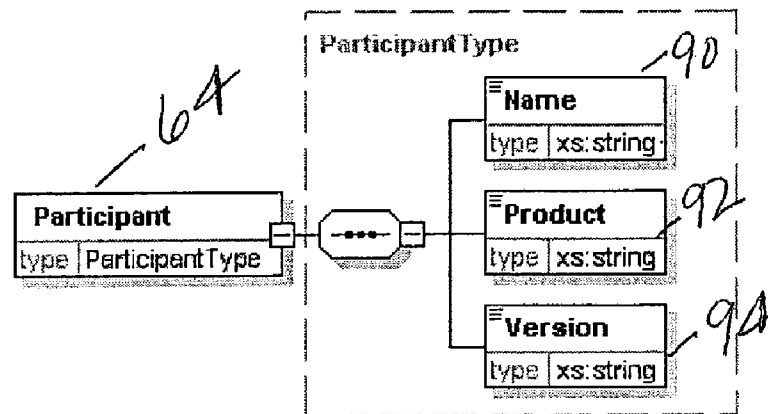 ParticipantType
90
Name
type xs:string
64
Participant
type ParticipantType
Product
92
type xs:string
Version
94
type xs:string